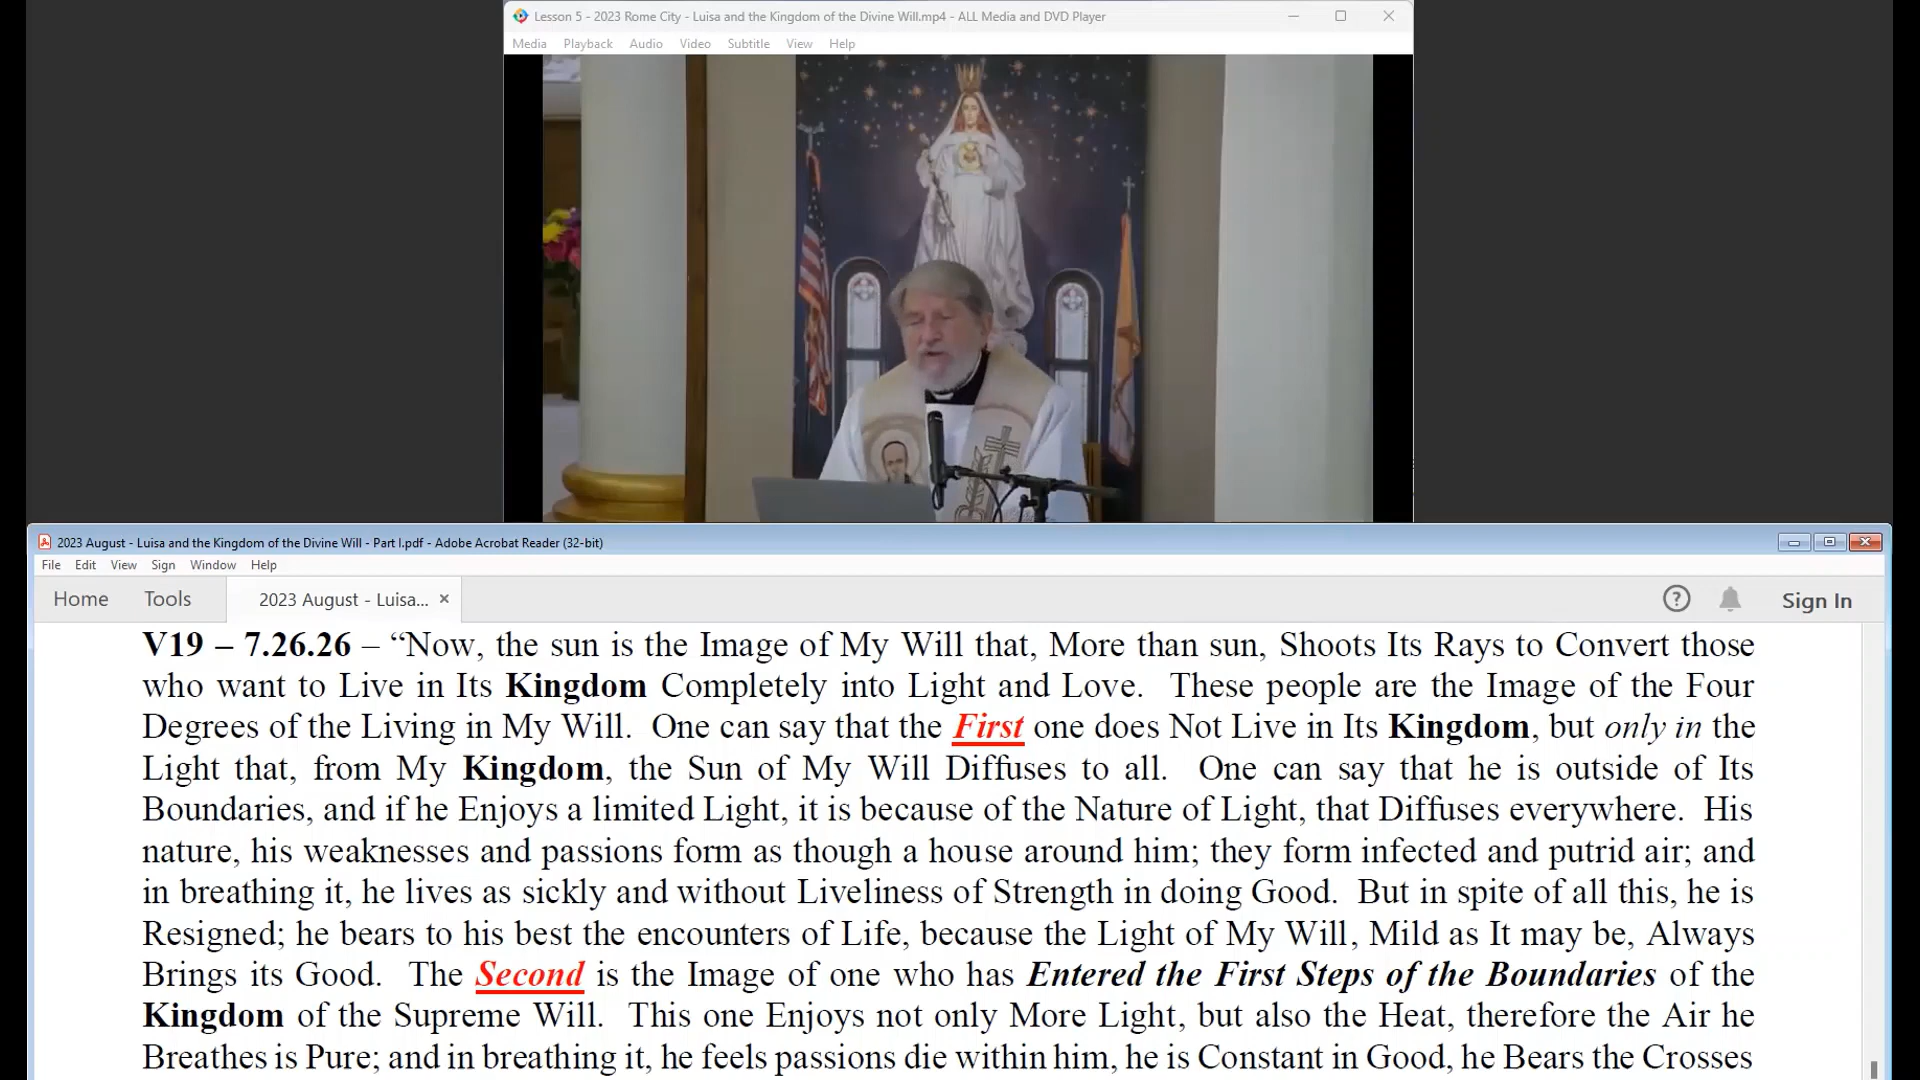 Lesson 5 - 2023 Rome City - Luisa and the Kingdom of the Divine Will.mp4 - ALL Media and DVD Player
Media Playback Audio Video Subtitle View Help
2023 August - Luisa and the Kingdom of the Divine Will - Part I.pdf - Adobe Acrobat Reader (32-bit)
File Edit View Sign Window Help
Home Tools 2023 August - Luisa... × Sign In
V19 – 7.26.26 – “Now, the sun is the Image of My Will that, More than sun, Shoots Its Rays to Convert those
who want to Live in Its Kingdom Completely into Light and Love. These people are the Image of the Four
Degrees of the Living in My Will. One can say that the First one does Not Live in Its Kingdom, but only in the
Light that, from My Kingdom, the Sun of My Will Diffuses to all. One can say that he is outside of Its
Boundaries, and if he Enjoys a limited Light, it is because of the Nature of Light, that Diffuses everywhere. His
nature, his weaknesses and passions form as though a house around him; they form infected and putrid air; and
in breathing it, he lives as sickly and without Liveliness of Strength in doing Good. But in spite of all this, he is
Resigned; he bears to his best the encounters of Life, because the Light of My Will, Mild as It may be, Always
Brings its Good. The Second is the Image of one who has Entered the First Steps of the Boundaries of the
Kingdom of the Supreme Will. This one Enjoys not only More Light, but also the Heat, therefore the Air he
Breathes is Pure; and in breathing it, he feels passions die within him, he is Constant in Good, he Bears the Crosses